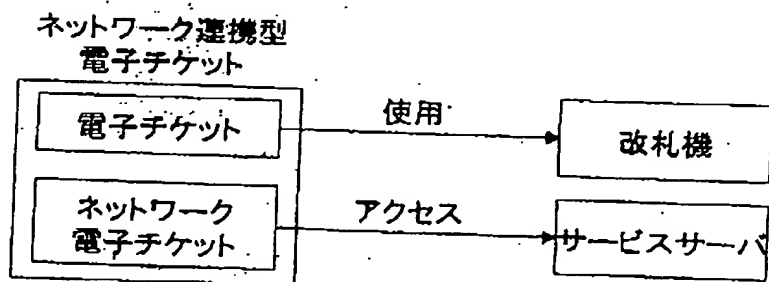 ネットワーク連携型
電子チケット
電子チケット
使用
改札機
ネットワーク
電子チケット
アクセス
サービスサーバ